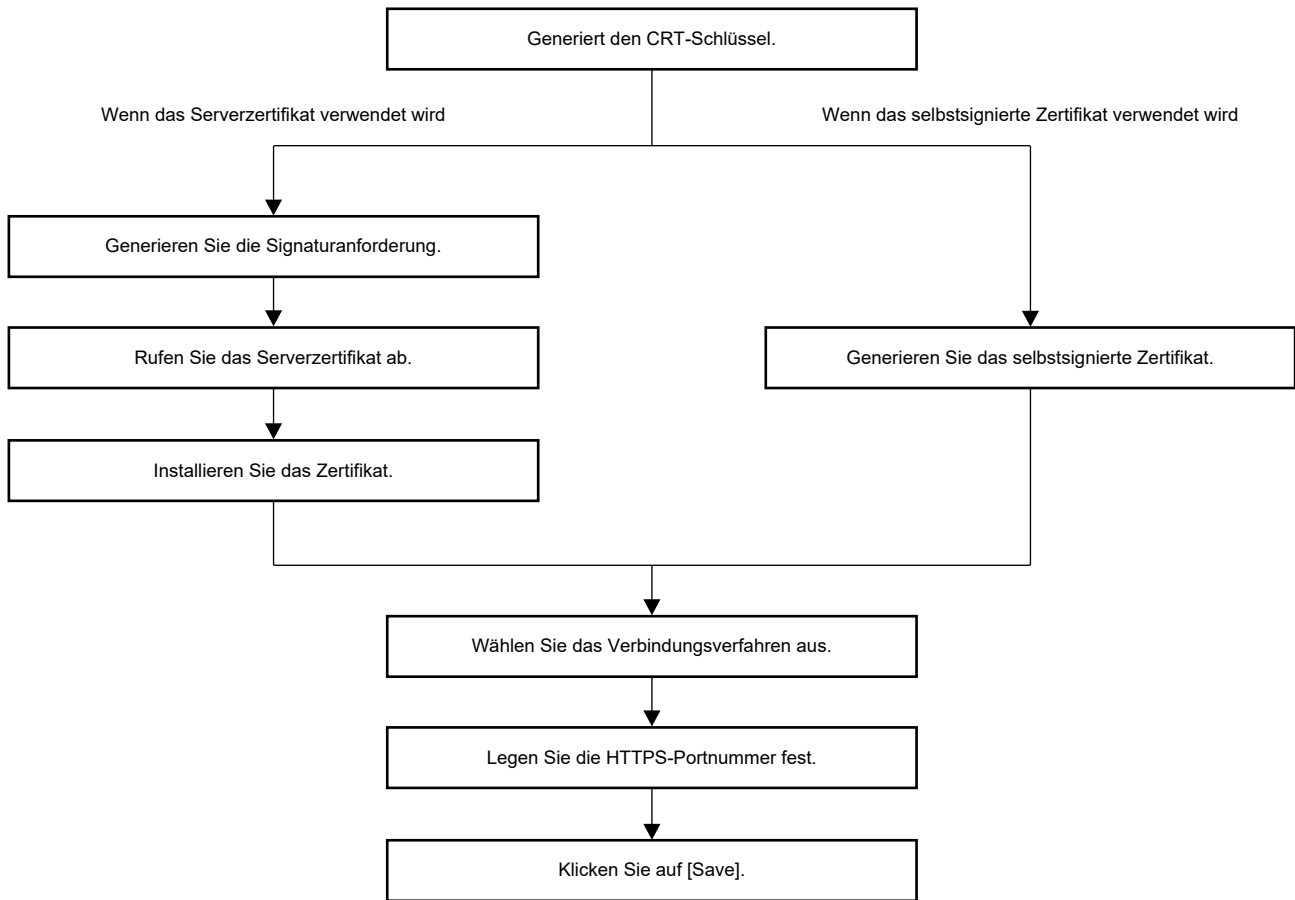 Generiert den CRT-Schlüssel.
Wenn das Serverzertifikat verwendet wird
Wenn das selbstsignierte Zertifikat verwendet wird
Generieren Sie die Signaturanforderung.
Rufen Sie das Serverzertifikat ab.
Generieren Sie das selbstsignierte Zertifikat.
Installieren Sie das Zertifikat.
Wählen Sie das Verbindungsverfahren aus.
Legen Sie die HTTPS-Portnummer fest.
Klicken Sie auf [Save].